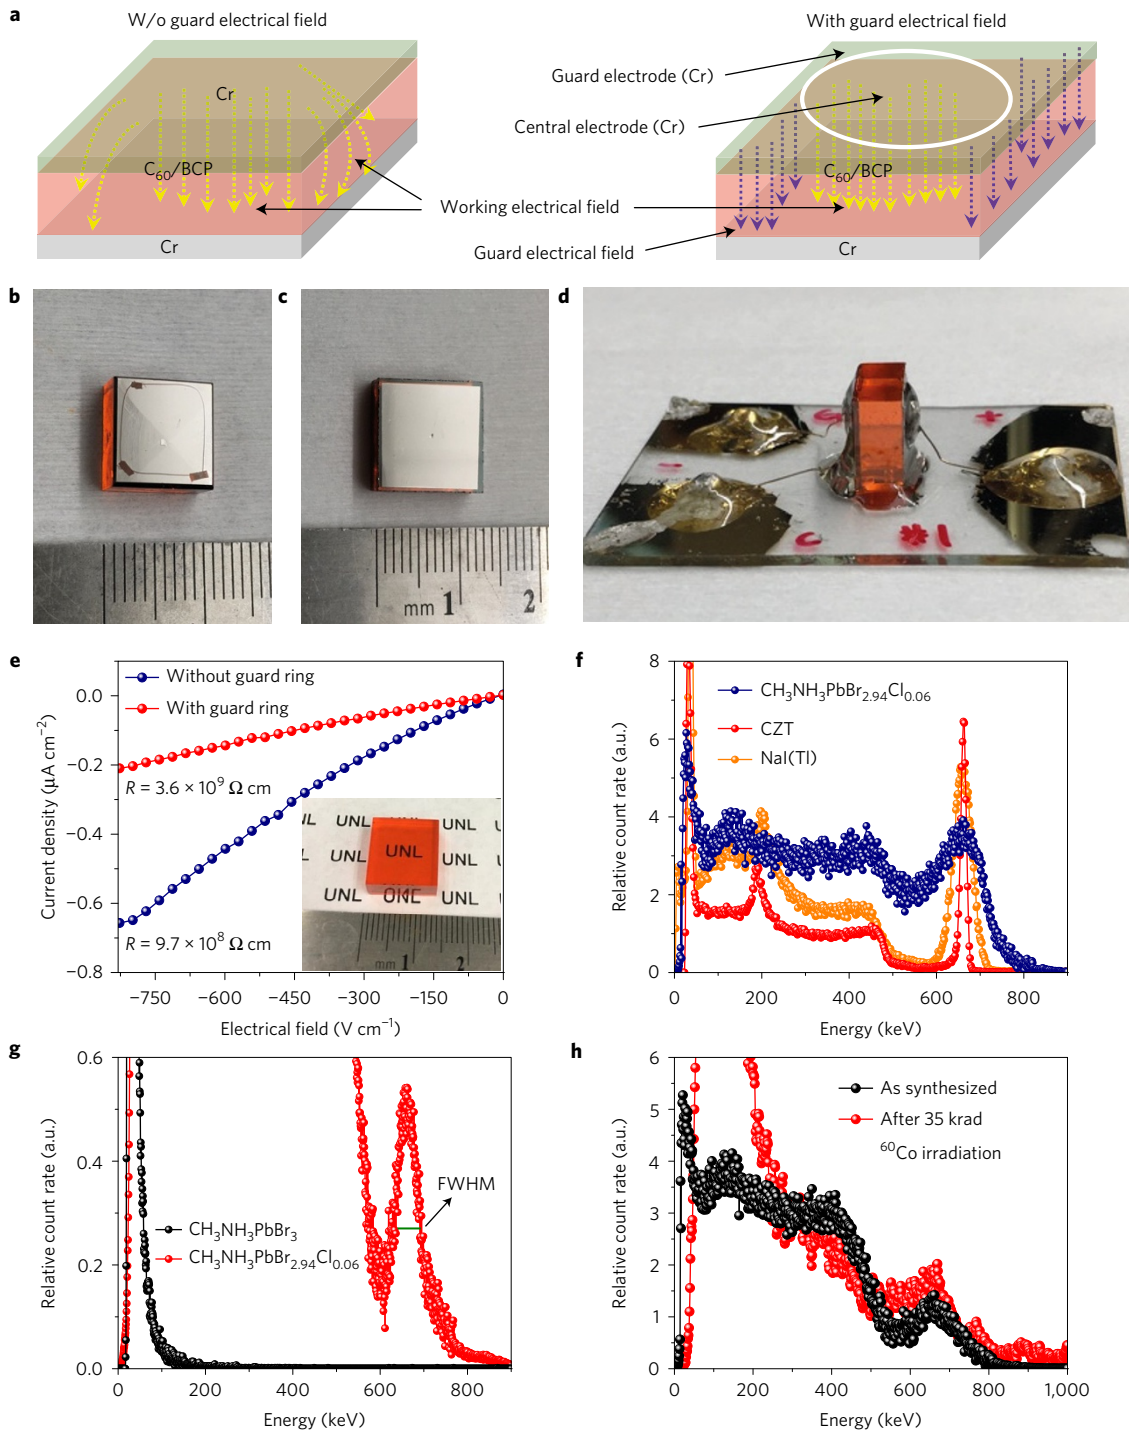 a
W/o guard electrical field
With guard electrical field
Cr
C60/BCP
Cr
Guard electrode (Cr)
Central electrode (Cr)
C60/BCP
Working electrical field
Guard electrical field
Cr
b
c
mm 1 2
d
e
Without guard ring
With guard ring
0.0
−0.2
−0.4
−0.6
−0.8
R = 3.6 × 10⁹ Ω cm
R = 9.7 × 10⁸ Ω cm
UNL UNL
UNL UNL UNL
UNL UNL UNL
mm 1 2
−750 −600 −450 −300 −150 0
Electrical field (V cm⁻¹)
Current density (μA cm⁻²)
f
CH₃NH₃PbBr₂.₉₄Cl₀.₀₆
CZT
NaI(Tl)
8
6
4
2
0
0 200 400 600 800
Energy (keV)
Relative count rate (a.u.)
g
0.6
0.4
0.2
0.0
FWHM
CH₃NH₃PbBr₃
CH₃NH₃PbBr₂.₉₄Cl₀.₀₆
0 200 400 600 800
Energy (keV)
Relative count rate (a.u.)
h
As synthesized
After 35 krad
⁶⁰Co irradiation
6
5
4
3
2
1
0
0 200 400 600 800 1,000
Energy (keV)
Relative count rate (a.u.)